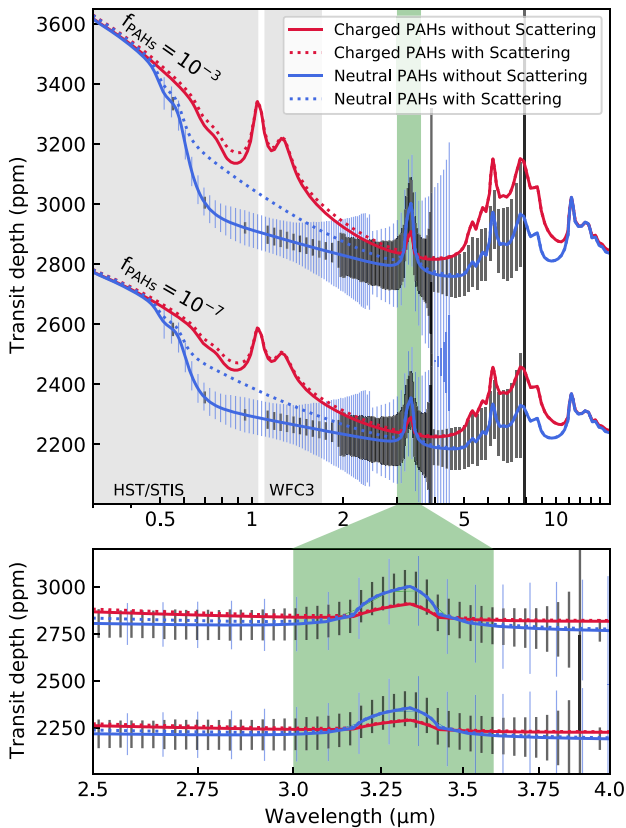 3600
3400
3200
3000
2800
2600
2400
2200
Transit depth (ppm)
f_PAHs = 10^-3
f_PAHs = 10^-7
Charged PAHs without Scattering
Charged PAHs with Scattering
Neutral PAHs without Scattering
Neutral PAHs with Scattering
HST/STIS
WFC3
0.5 1 2 5 10
3000
2750
2500
2250
Transit depth (ppm)
2.5 2.75 3.0 3.25 3.5 3.75 4.0
Wavelength (μm)